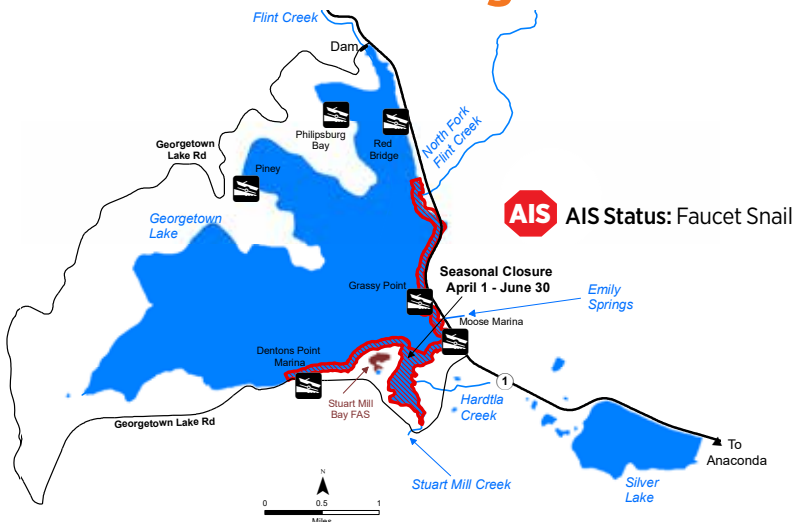 Flint Creek
Dam
Philipsburg
Bay
Red
Bridge
North Fork
Flint Creek
Georgetown
Lake Rd
Piney
Georgetown
Lake
AIS
AIS Status: Faucet Snail
Seasonal Closure
April 1 - June 30
Grassy Point
Emily
Springs
Moose Marina
Dentons Point
Marina
Stuart Mill
Bay FAS
1
Hardtla
Creek
Georgetown Lake Rd
To
Anaconda
Stuart Mill Creek
Silver
Lake
N
0 0.5 1
Miles